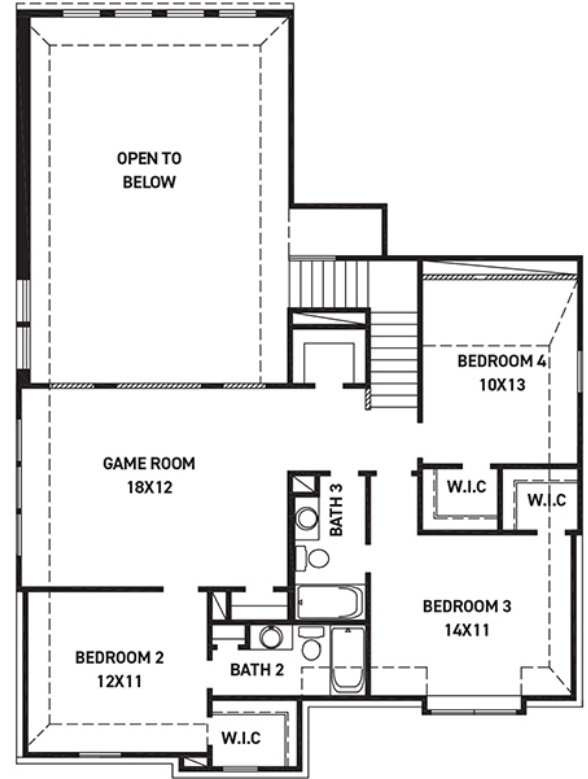 OPEN TO
BELOW
BEDROOM 4
10X13
GAME ROOM
18X12
BATH 3
W.I.C
W.I.C
BEDROOM 3
14X11
BEDROOM 2
12X11
BATH 2
W.I.C